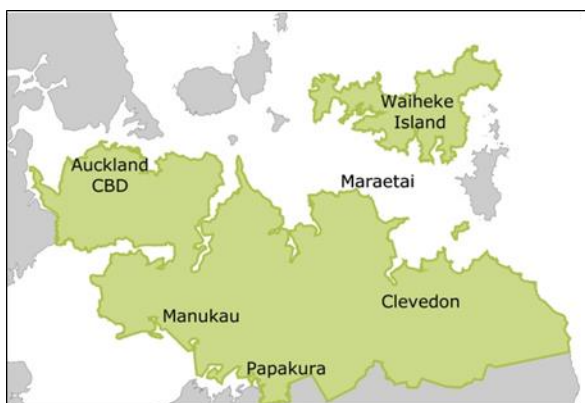 Waiheke
Island
Auckland
CBD
Maraetai
Clevedon
Manukau
Papakura